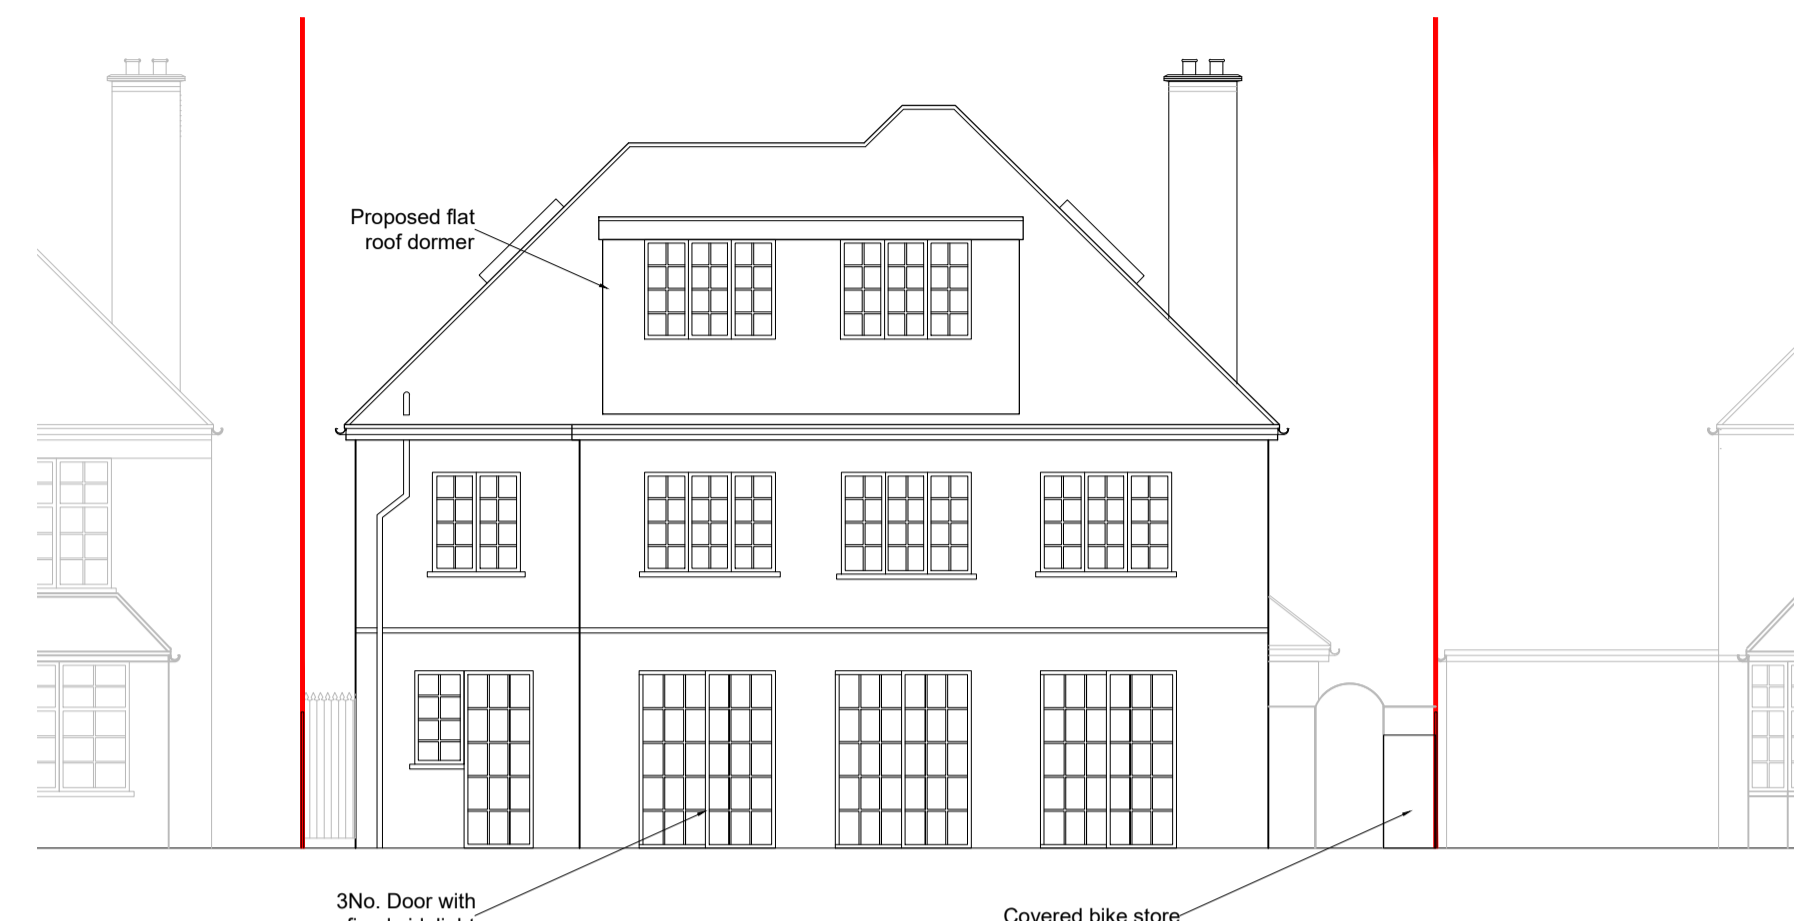 Proposed flat
roof dormer
3No. Door with
Covered bike store